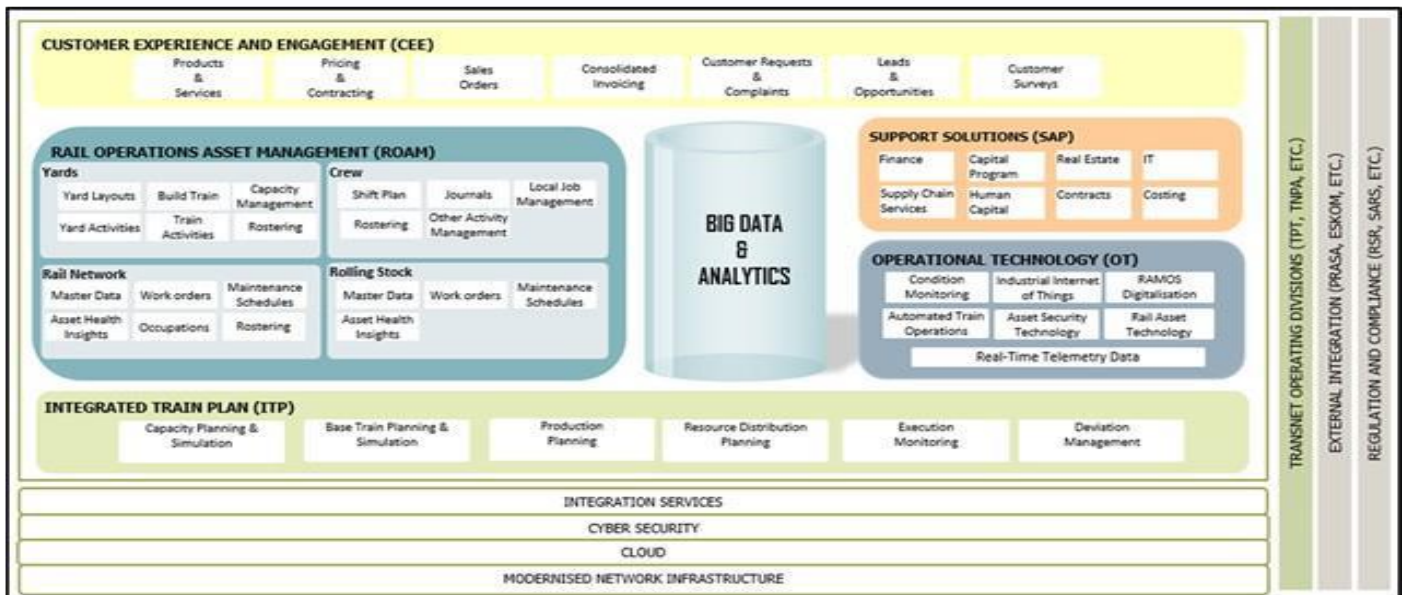 CUSTOMER EXPERIENCE AND ENGAGEMENT (CEE)
Products
&
Services
Pricing
&
Contracting
Sales
Orders
Consolidated
Invoicing
Customer Requests
&
Complaints
Leads
&
Opportunities
Customer
Surveys
RAIL OPERATIONS ASSET MANAGEMENT (ROAM)
Yards
Yard Layouts
Build Train
Capacity
Management
Yard Activities
Train
Activities
Rostering
Crew
Shift Plan
Journals
Local Job
Management
Rostering
Other Activity
Management
Rail Network
Master Data
Work orders
Maintenance
Schedules
Asset Health
Insights
Occupations
Rostering
Rolling Stock
Master Data
Work orders
Maintenance
Schedules
Asset Health
Insights
BIG DATA
&
ANALYTICS
SUPPORT SOLUTIONS (SAP)
Finance
Capital
Program
Real Estate
IT
Supply Chain
Services
Human
Capital
Contracts
Costing
OPERATIONAL TECHNOLOGY (OT)
Condition
Monitoring
Industrial Internet
of Things
RAMOS
Digitalisation
Automated Train
Operations
Asset Security
Technology
Rail Asset
Technology
Real-Time Telemetry Data
INTEGRATED TRAIN PLAN (ITP)
Capacity Planning &
Simulation
Base Train Planning &
Simulation
Production
Planning
Resource Distribution
Planning
Execution
Monitoring
Deviation
Management
INTEGRATION SERVICES
CYBER SECURITY
CLOUD
MODERNISED NETWORK INFRASTRUCTURE
TRANSNET OPERATING DIVISIONS (TPT, TNPA, ETC.)
EXTERNAL INTEGRATION (PRASA, ESKOM, ETC.)
REGULATION AND COMPLIANCE (RSR, SARS, ETC.)